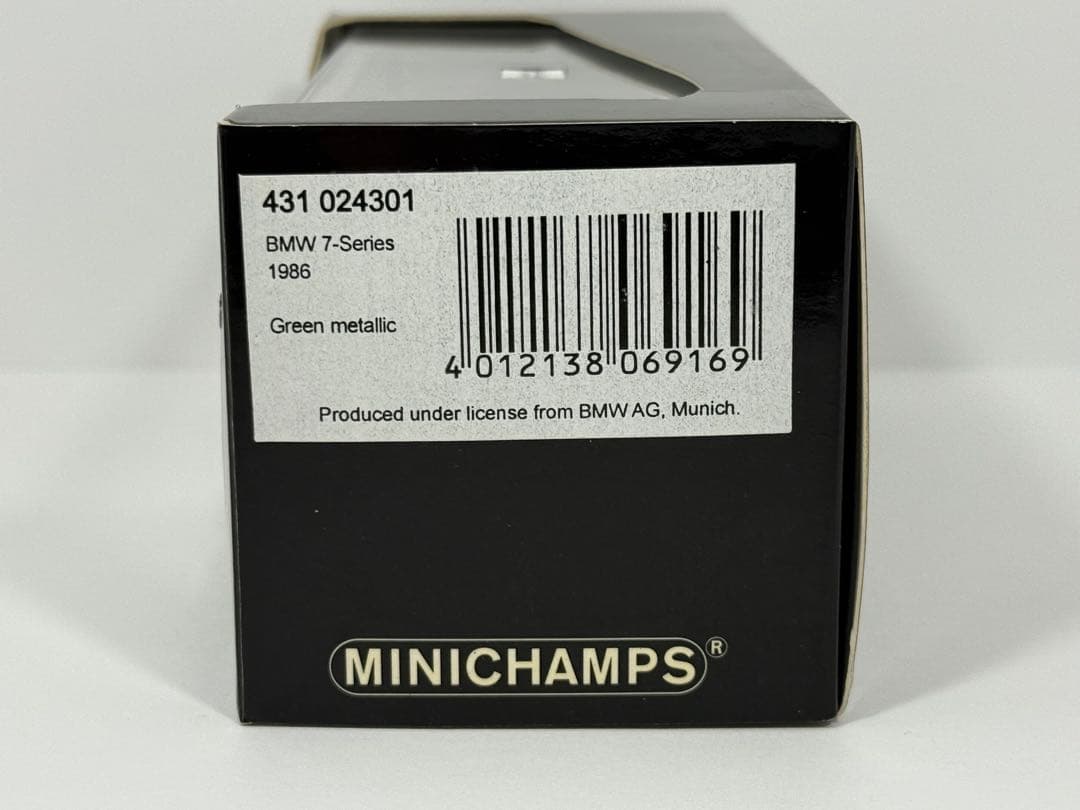 431 024301
BMW 7-Series
1986
Green metallic
4 012138 069169
Produced under license from BMW AG, Munich.
MINICHAMPS®